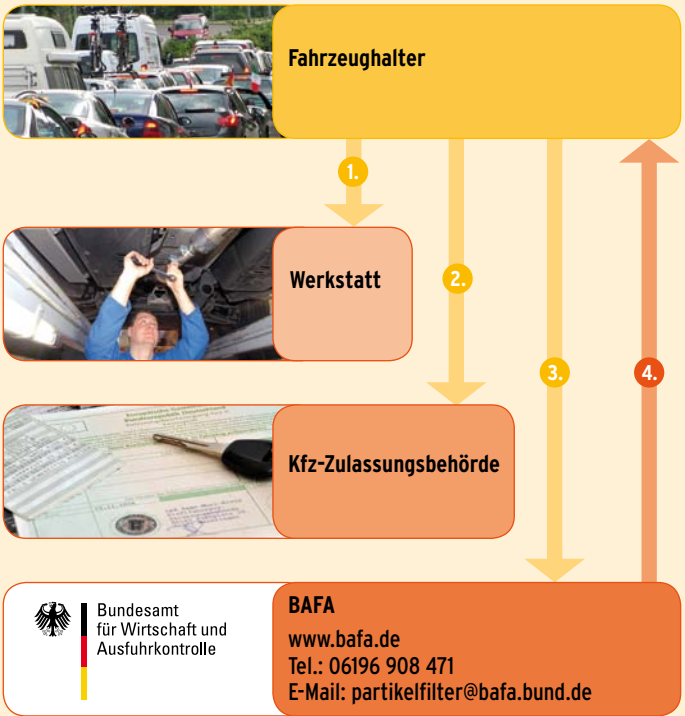 Fahrzeughalter
1.
Werkstatt
2.
3.
4.
Kfz-Zulassungsbehörde
Bundesamt
für Wirtschaft und
Ausfuhrkontrolle
BAFA
www.bafa.de
Tel.: 06196 908 471
E-Mail: partikelfilter@bafa.bund.de